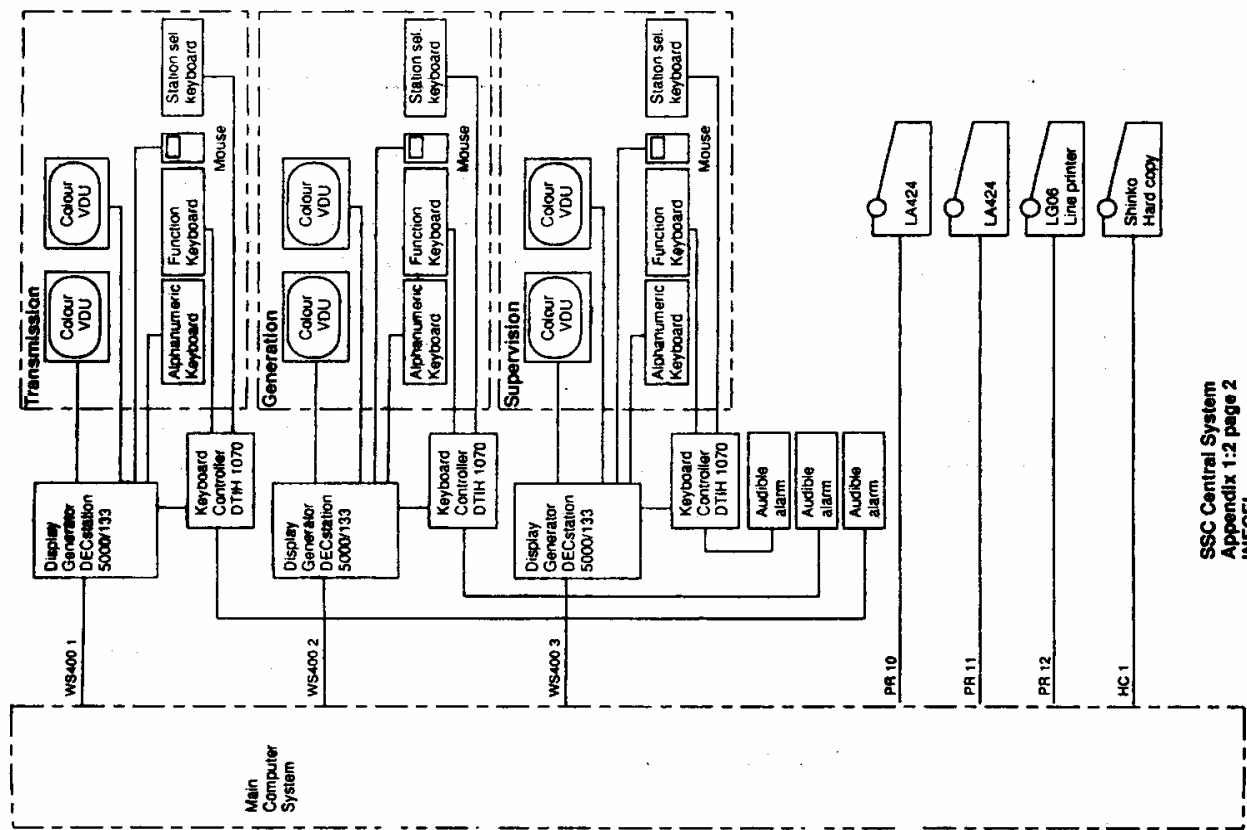 Main
Computer
System
WS400 1
Display
Generator
DECstation
5000/133
Keyboard
Controller
DTIH 1070
Transmission
Colour
VDU
Colour
VDU
Alphanumeric
Keyboard
Function
Keyboard
Mouse
Station sel.
keyboard
WS400 2
Display
Generator
DECstation
5000/133
Keyboard
Controller
DTIH 1070
Generation
Colour
VDU
Colour
VDU
Alphanumeric
Keyboard
Function
Keyboard
Mouse
Station sel.
keyboard
WS400 3
Display
Generator
DECstation
5000/133
Keyboard
Controller
DTIH 1070
Supervision
Colour
VDU
Colour
VDU
Alphanumeric
Keyboard
Function
Keyboard
Mouse
Station sel.
keyboard
Audible
alarm
Audible
alarm
Audible
alarm
PR 10
LA424
PR 11
LA424
PR 12
LG06
Line printer
HC 1
Shinko
Hard copy
SSC Central System
Appendix 1:2 page 2